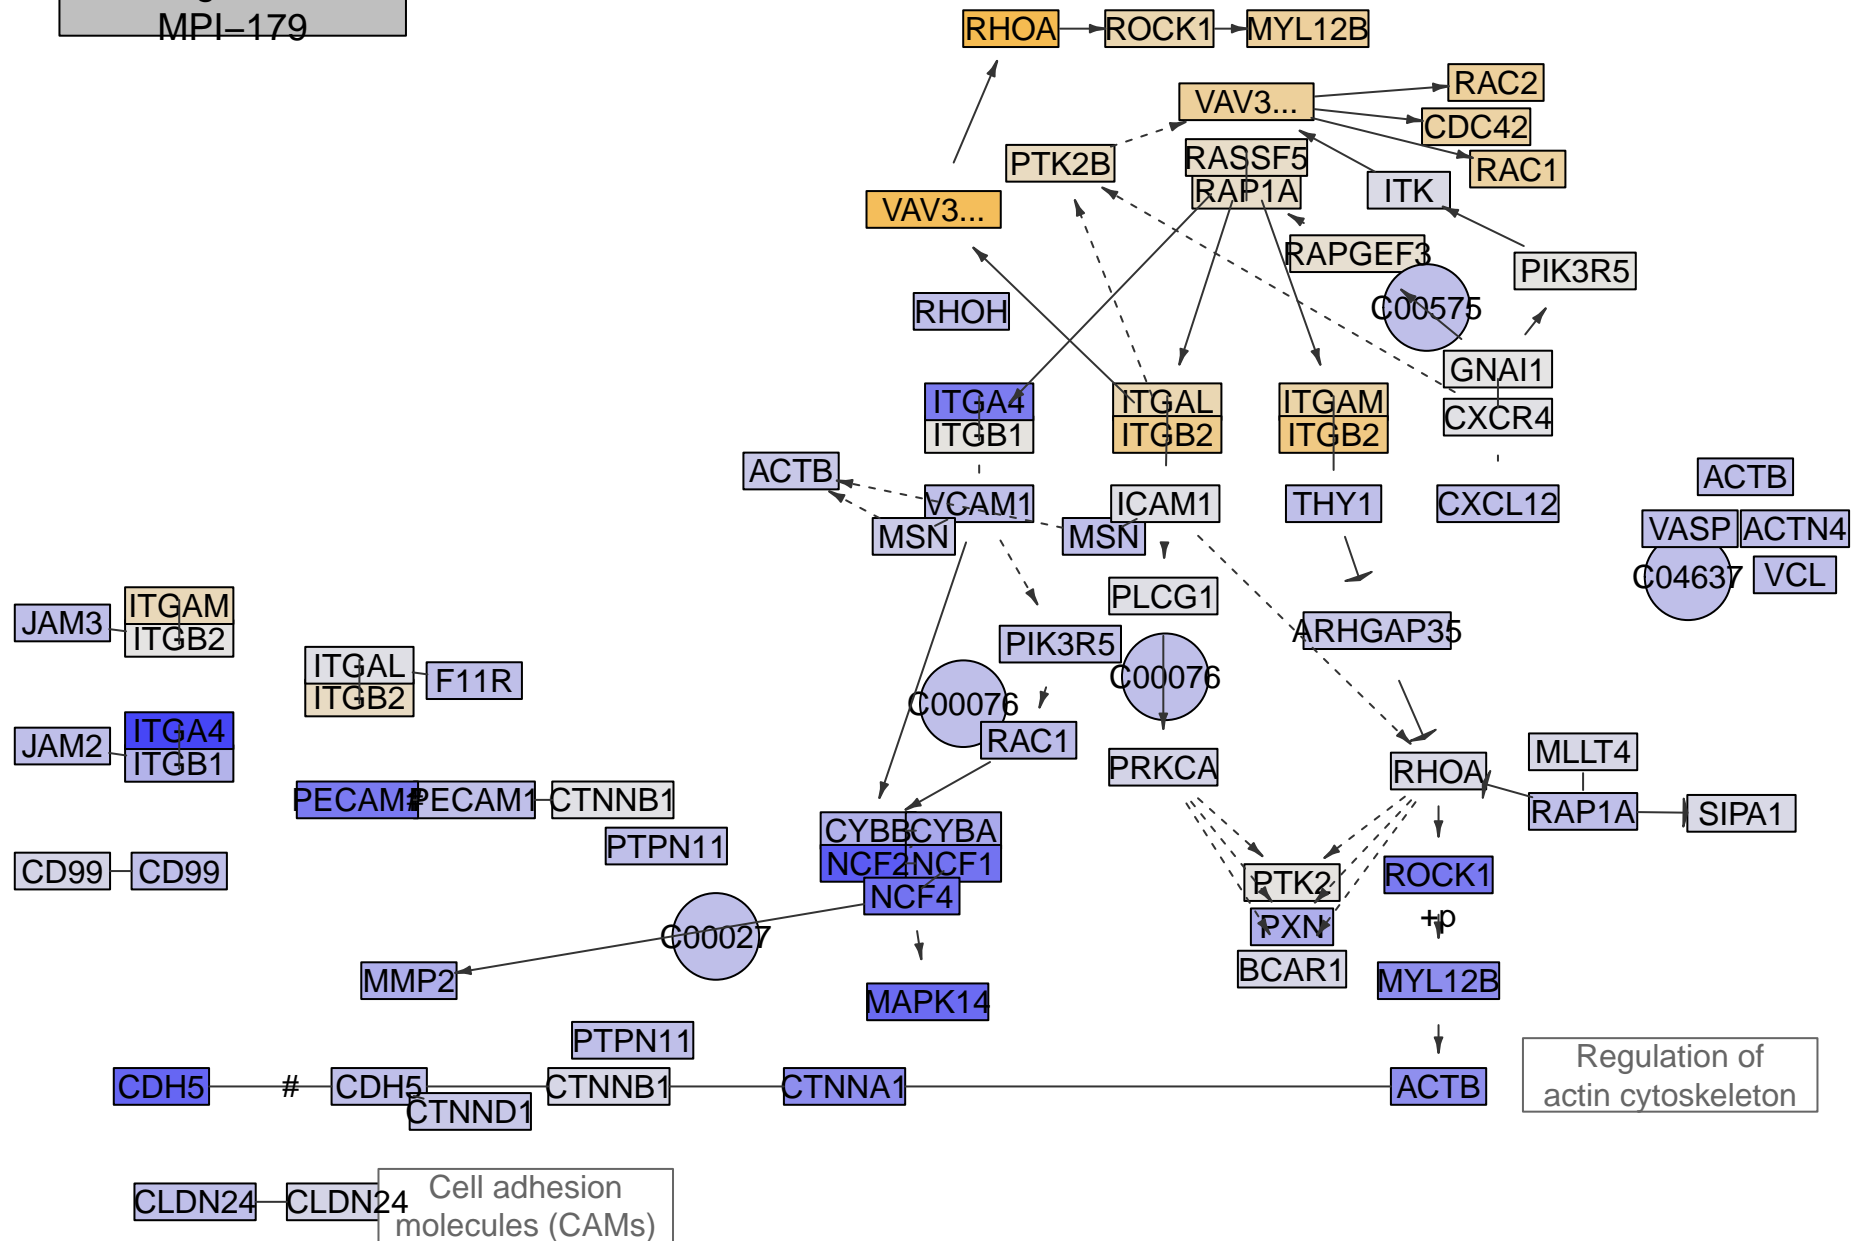 MPI−179
RHOA
ROCK1
MYL12B
RAC2
VAV3...
CDC42
RASSF5
PTK2B
RAC1
RAP1A
ITK
VAV3...
RAPGEF3
PIK3R5
RHOH
C00575
GNAI1
ITGA4
ITGAL
ITGAM
CXCR4
ITGB1
ITGB2
ITGB2
ACTB
ACTB
VCAM1
ICAM1
THY1
CXCL12
MSN
MSN
VASP
ACTN4
C04637
VCL
PLCG1
ITGAM
JAM3
ITGB2
ARHGAP35
PIK3R5
ITGAL
F11R
C00076
ITGB2
C00076
ITGA4
JAM2
RAC1
ITGB1
MLLT4
PRKCA
RHOA
PECAM1
#
PECAM1
CTNNB1
RAP1A
SIPA1
CYBB
CYBA
PTPN11
NCF2
NCF1
CD99
CD99
ROCK1
PTK2
NCF4
+p
PXN
C00027
BCAR1
MMP2
MYL12B
MAPK14
PTPN11
Regulation of
actin cytoskeleton
CDH5
#
CDH5
CTNNB1
CTNNA1
ACTB
CTNND1
Cell adhesion
molecules (CAMs)
CLDN24
CLDN24